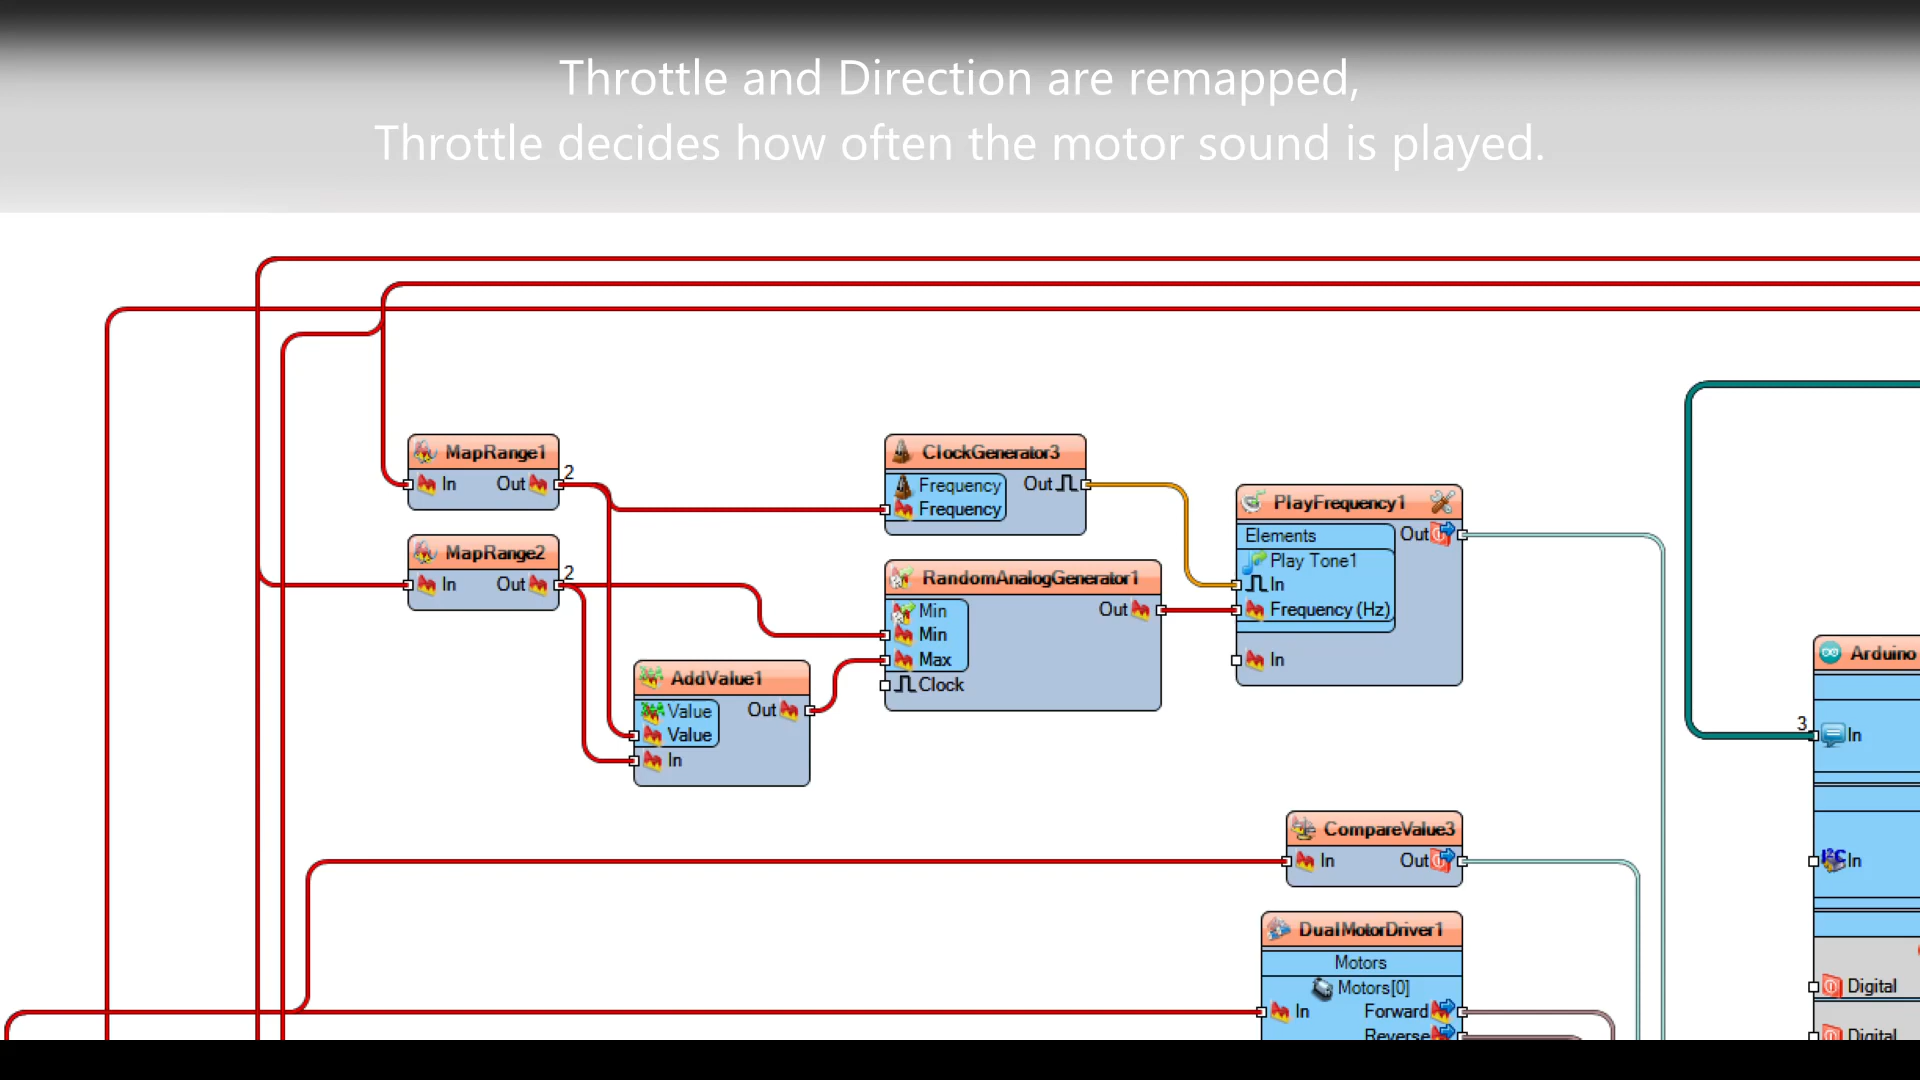 Throttle and Direction are remapped,
Throttle decides how often the motor sound is played.
MapRange1
In Out
2
MapRange2
In Out
2
AddValue1
Value Out
Value
In
ClockGenerator3
Frequency Out
Frequency
RandomAnalogGenerator1
Min Out
Min
Max
Clock
PlayFrequency1
Elements Out
Play Tone1
In
Frequency (Hz)
In
CompareValue3
In Out
DualMotorDriver1
Motors
Motors[0]
In Forward
Reverse
Arduino
3
In
I²C In
Digital
Digital